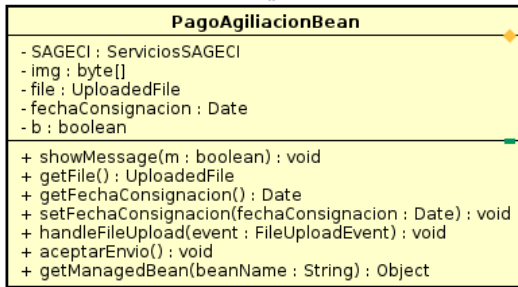 PagoAgiliacionBean
- SAGECI : ServiciosSAGECI
- img : byte[]
- file : UploadedFile
- fechaConsignacion : Date
- b : boolean
+ showMessage(m : boolean) : void
+ getFile() : UploadedFile
+ getFechaConsignacion() : Date
+ setFechaConsignacion(fechaConsignacion : Date) : void
+ handleFileUpload(event : FileUploadEvent) : void
+ aceptarEnvio() : void
+ getManagedBean(beanName : String) : Object